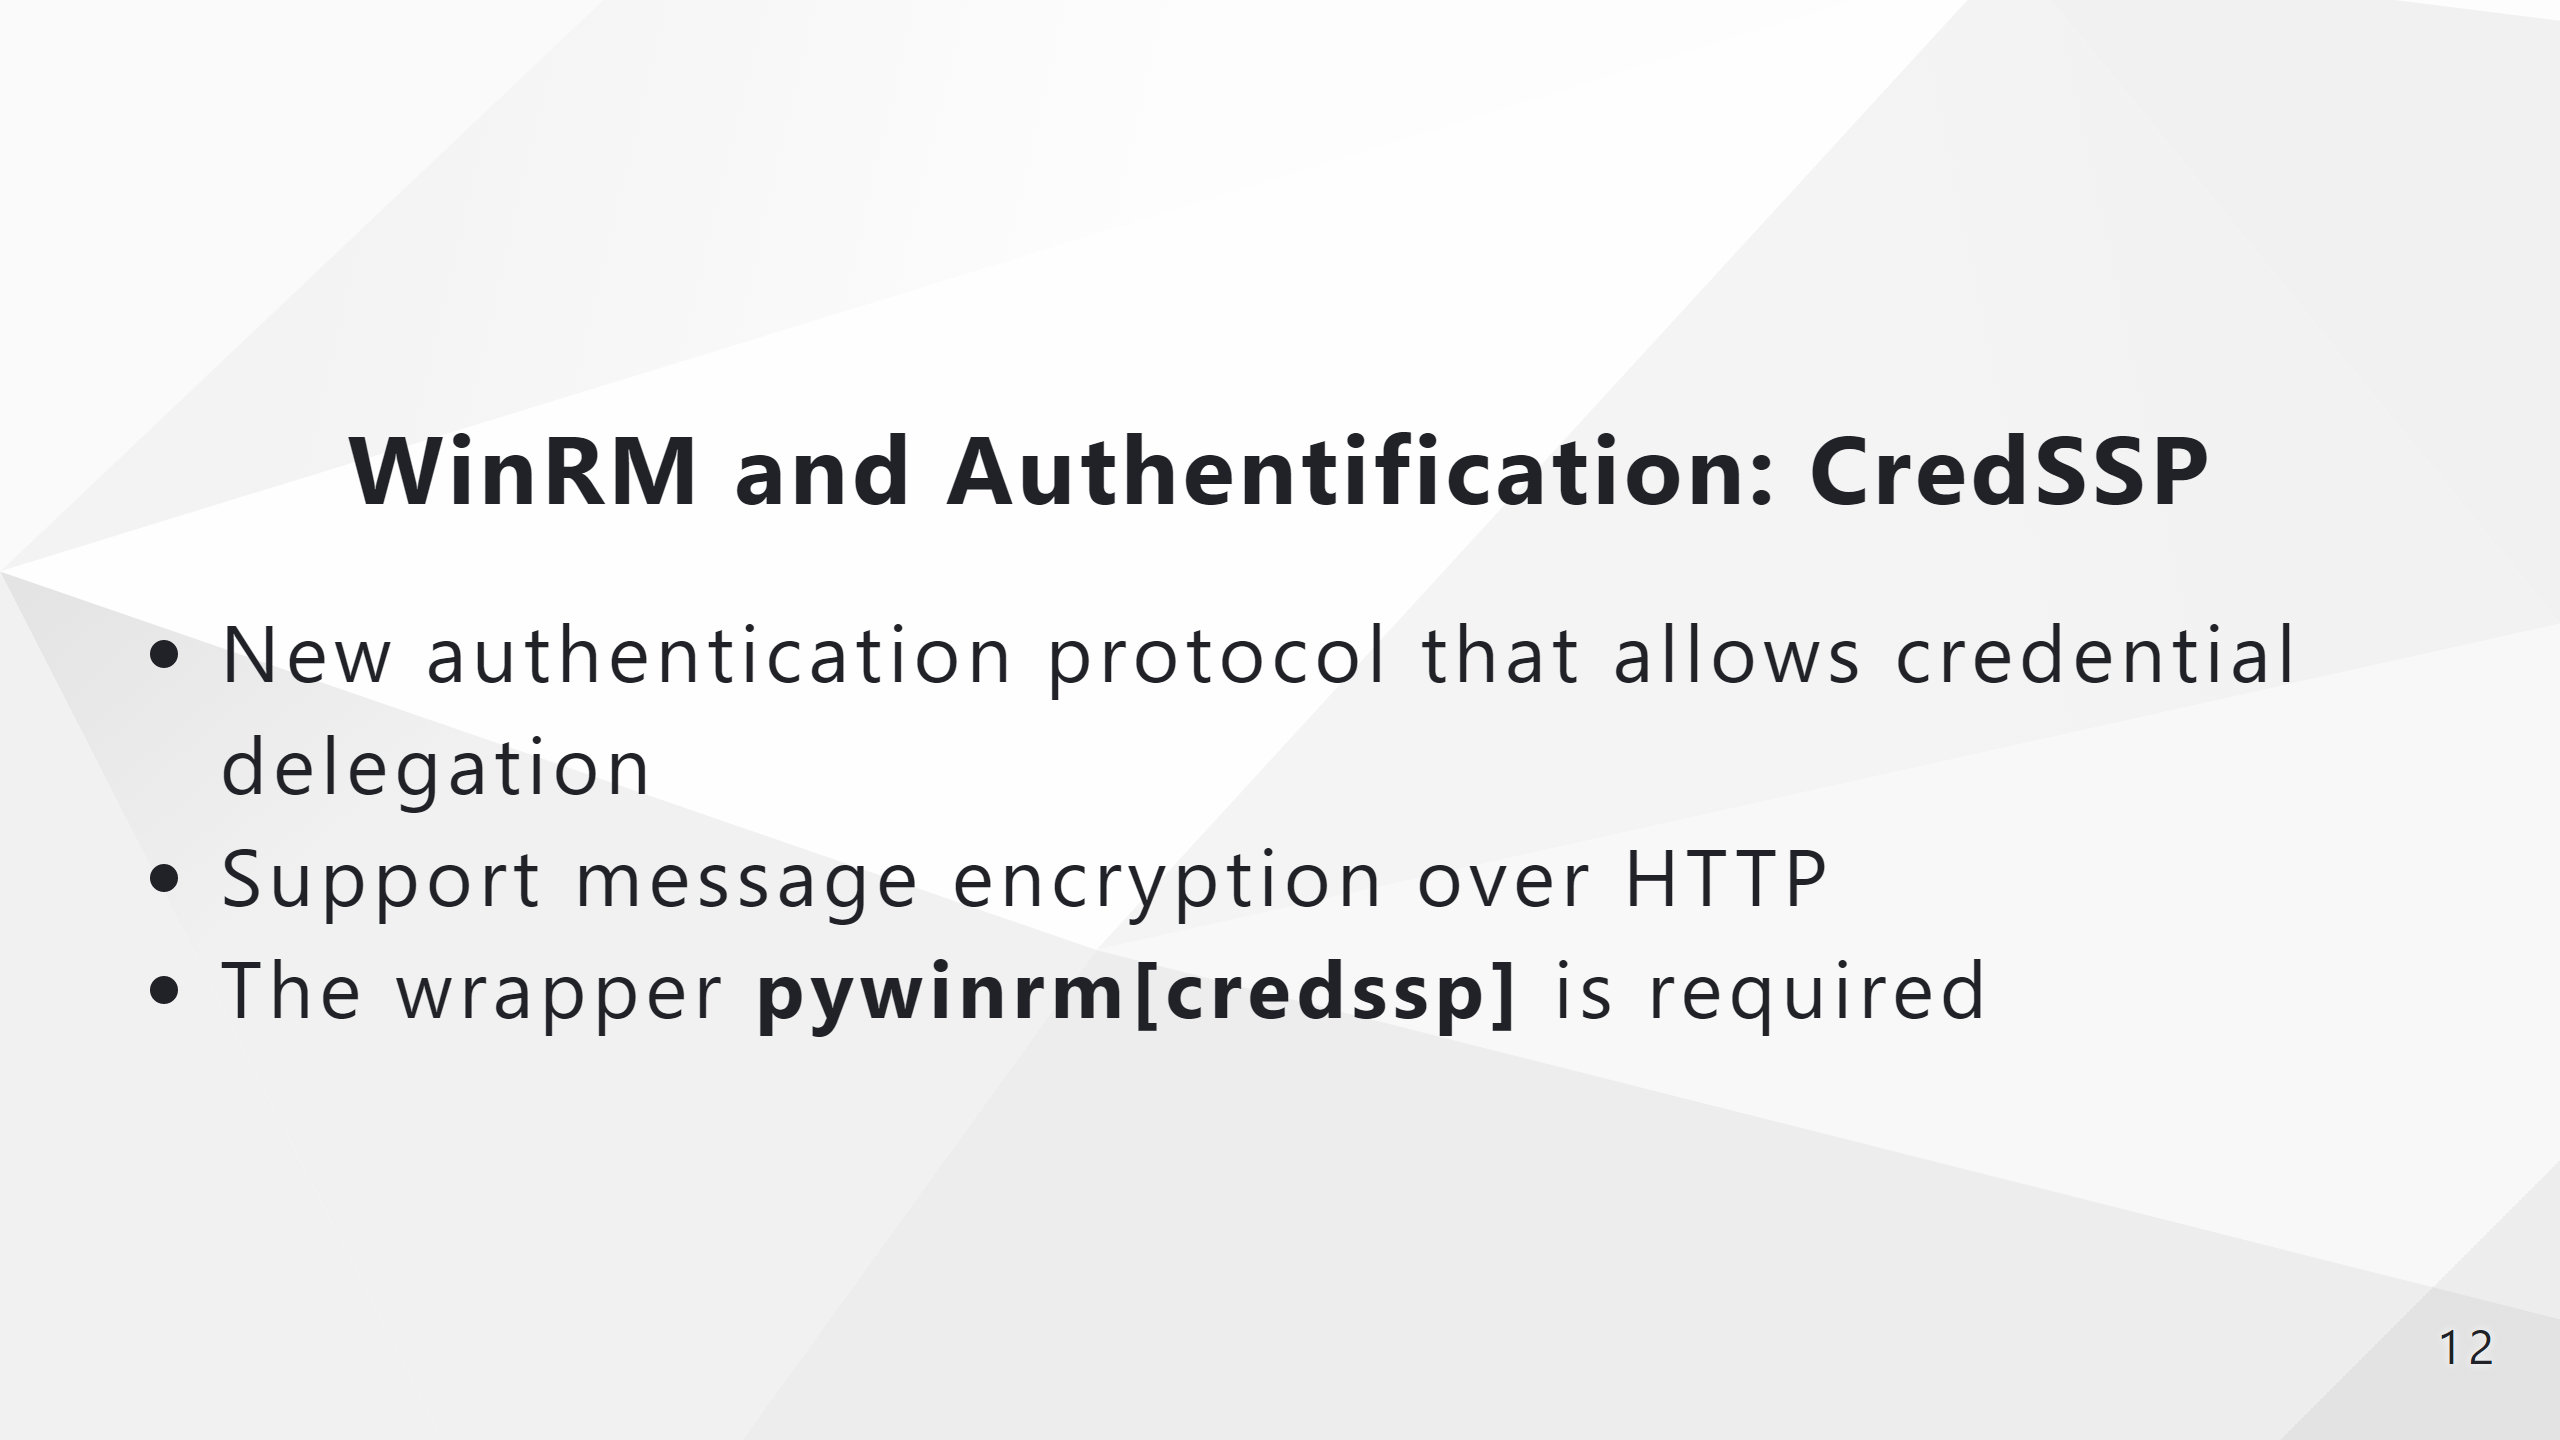 WinRM and Authentification: CredSSP
• New authentication protocol that allows credential
delegation
• Support message encryption over HTTP
• The wrapper pywinrm[credssp] is required
12